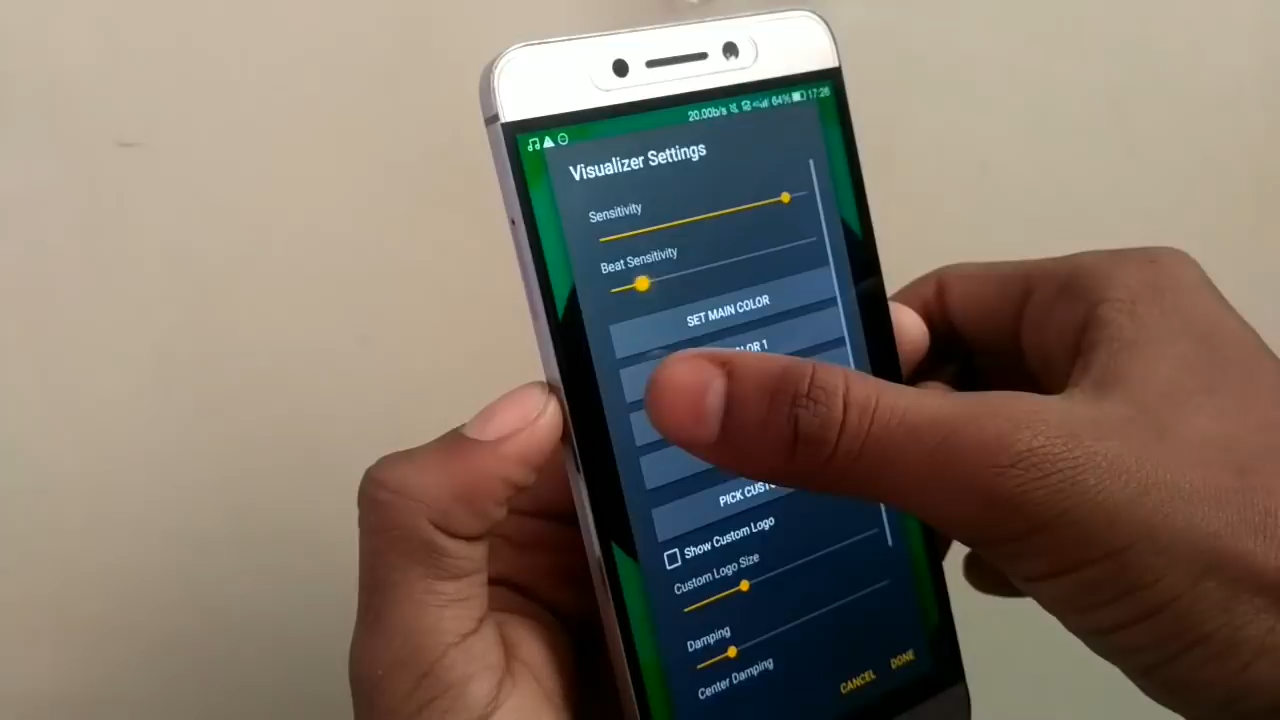 20.00b/s 64% 17:26
Visualizer Settings
Sensitivity
Beat Sensitivity
SET MAIN COLOR
1
PICK
Show Custom Logo
Custom Logo Size
Damping
Center Damping
CANCEL DONE